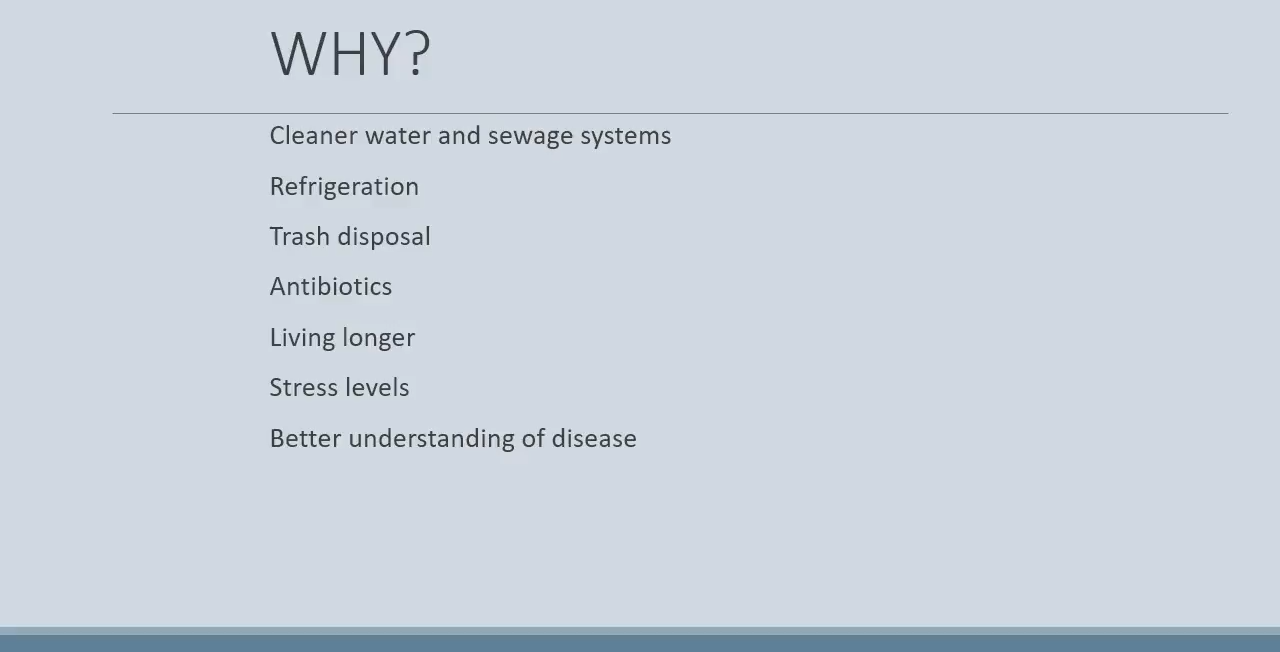 WHY?
Cleaner water and sewage systems
Refrigeration
Trash disposal
Antibiotics
Living longer
Stress levels
Better understanding of disease